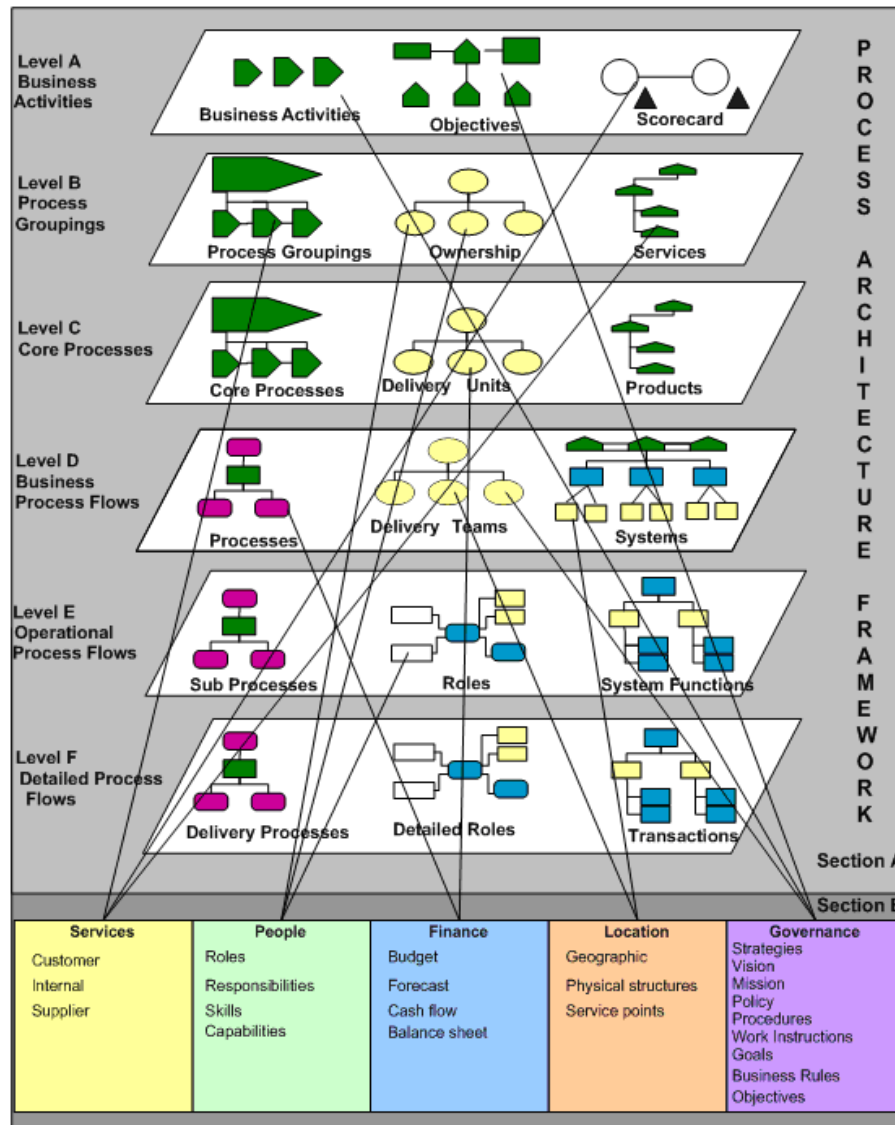 Level A
Business
Activities
Business Activities
Objectives
Scorecard
Level B
Process
Groupings
Process Groupings
Ownership
Services
Level C
Core Processes
Core Processes
Delivery Units
Products
Level D
Business
Process Flows
Processes
Delivery Teams
Systems
Level E
Operational
Process Flows
Sub Processes
Roles
System Functions
Level F
Detailed Process
Flows
Delivery Processes
Detailed Roles
Transactions
PROCESS ARCHITECTURE FRAMEWORK
Section A
Section
Services
Customer
Internal
Supplier
People
Roles
Responsibilities
Skills
Capabilities
Finance
Budget
Forecast
Cash flow
Balance sheet
Location
Geographic
Physical structures
Service points
Governance
Strategies
Vision
Mission
Policy
Procedures
Work Instructions
Goals
Business Rules
Objectives